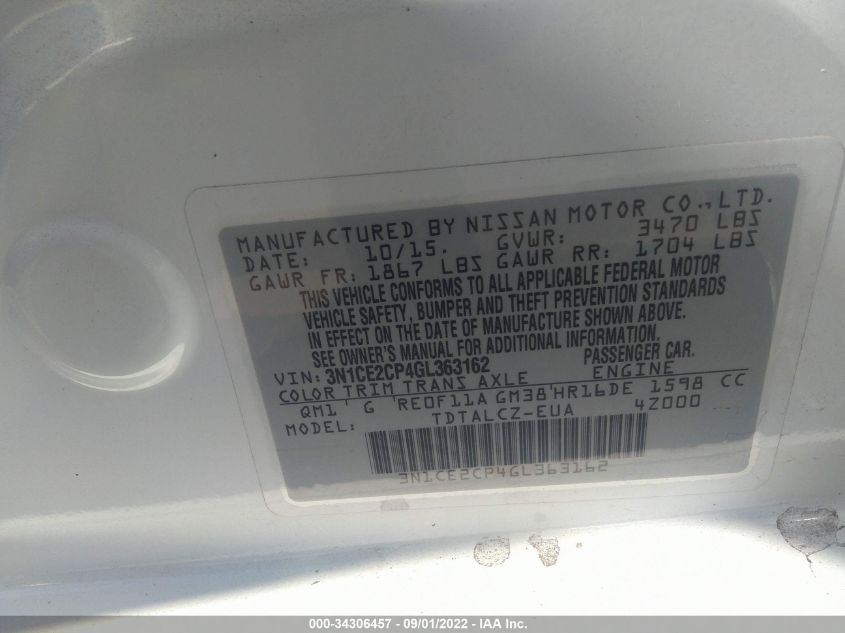 MANUFACTURED BY NISSAN MOTOR CO., LTD.
DATE: 10/15. GVWR: 3470 LBS
GAWR FR: 1867 LBS GAWR RR: 1704 LBS
THIS VEHICLE CONFORMS TO ALL APPLICABLE FEDERAL MOTOR
VEHICLE SAFETY, BUMPER AND THEFT PREVENTION STANDARDS
IN EFFECT ON THE DATE OF MANUFACTURE SHOWN ABOVE.
SEE OWNER'S MANUAL FOR ADDITIONAL INFORMATION.
VIN: 3N1CE2CP4GL363162 PASSENGER CAR.
COLOR TRIM TRANS AXLE ENGINE
QM1 ' G 'RE0F11A GM38'HR16DE 1598 CC
MODEL: TDTALCZ-EUA 4Z000
3N1CE2CP4GL363162
000-34306457 - 09/01/2022 - IAA Inc.